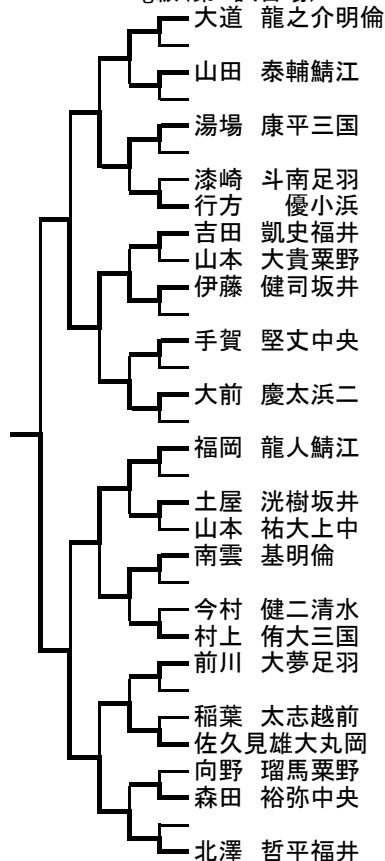 大道 龍之介明倫
山田 泰輔鯖江
湯場 康平三国
漆崎 斗南足羽
行方 優小浜
吉田 凱史福井
山本 大貴粟野
伊藤 健司坂井
手賀 堅丈中央
大前 慶太浜二
福岡 龍人鯖江
土屋 洸樹坂井
山本 祐大上中
南雲 基明倫
今村 健二清水
村上 侑大三国
前川 大夢足羽
稲葉 太志越前
佐久見雄大丸岡
向野 瑠馬粟野
森田 裕弥中央
北澤 哲平福井